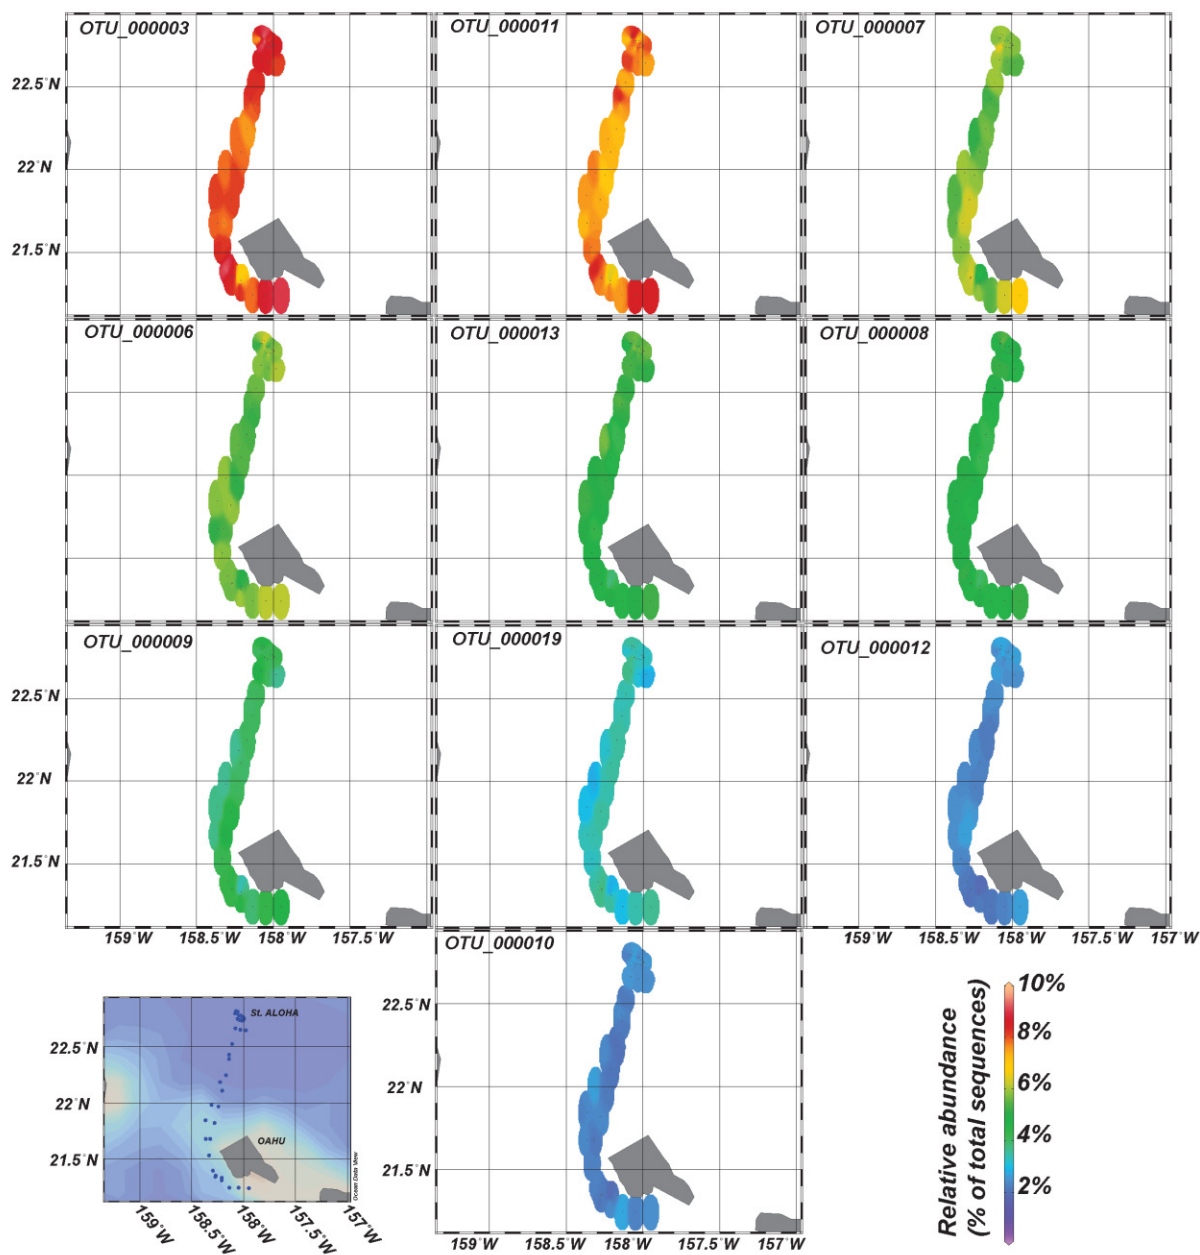 OTU_000003
OTU_000011
OTU_000007
22.5°N
22°N
21.5°N
OTU_000006
OTU_000013
OTU_000008
OTU_000009
OTU_000019
OTU_000012
22.5°N
22°N
21.5°N
159°W 158.5°W 158°W 157.5°W
159°W 158.5°W 158°W 157.5°W 157°W
OTU_000010
22.5°N
22°N
21.5°N
159°W 158.5°W 158°W 157.5°W 157°W
St. ALOHA
OAHU
22.5°N
22°N
21.5°N
159°W 158.5°W 158°W 157.5°W 157°W
Ocean Data View
Relative abundance
(% of total sequences)
10%
8%
6%
4%
2%